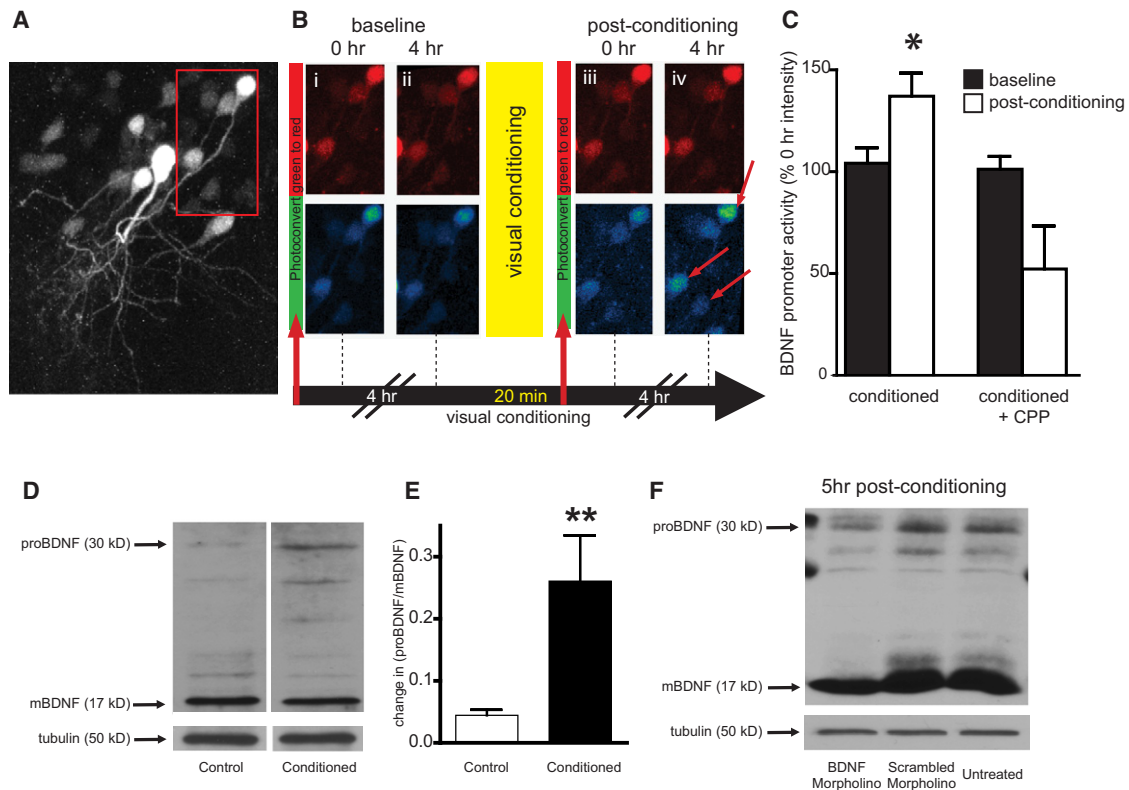 A
B
baseline
0 hr
4 hr
post-conditioning
0 hr
4 hr
i
ii
iii
iv
Photoconvert green to red
visual conditioning
Photoconvert green to red
4 hr
20 min
4 hr
visual conditioning
C
BDNF promoter activity (% 0 hr intensity)
150
100
50
0
*
baseline
post-conditioning
conditioned
conditioned
+ CPP
D
proBDNF (30 kD)
mBDNF (17 kD)
tubulin (50 kD)
Control
Conditioned
E
change in (proBDNF/mBDNF)
0.3
0.2
0.1
0.0
**
Control
Conditioned
F
5hr post-conditioning
proBDNF (30 kD)
mBDNF (17 kD)
tubulin (50 kD)
BDNF
Morpholino
Scrambled
Morpholino
Untreated